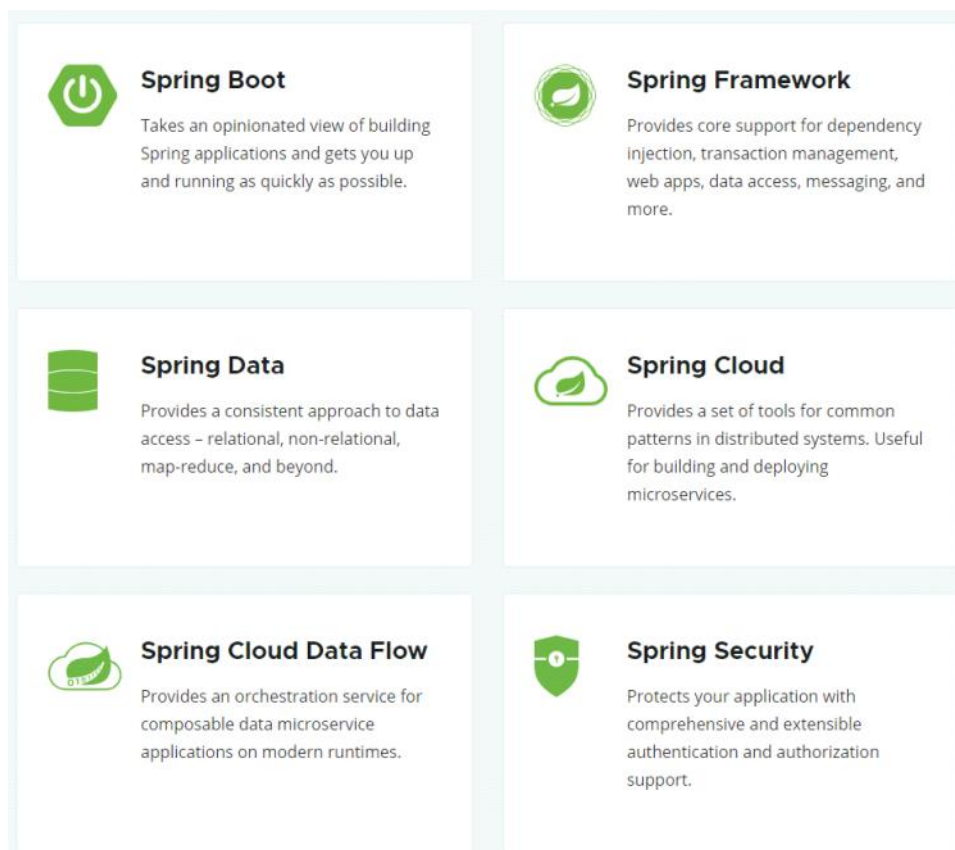 Spring Boot
Takes an opinionated view of building
Spring applications and gets you up
and running as quickly as possible.
Spring Framework
Provides core support for dependency
injection, transaction management,
web apps, data access, messaging, and
more.
Spring Data
Provides a consistent approach to data
access – relational, non-relational,
map-reduce, and beyond.
Spring Cloud
Provides a set of tools for common
patterns in distributed systems. Useful
for building and deploying
microservices.
Spring Cloud Data Flow
Provides an orchestration service for
composable data microservice
applications on modern runtimes.
Spring Security
Protects your application with
comprehensive and extensible
authentication and authorization
support.